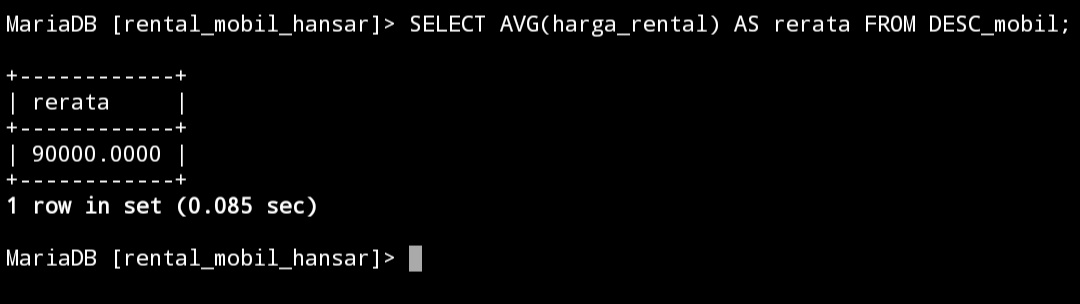 MariaDB [rental_mobil_hansar]> SELECT AVG(harga_rental) AS rerata FROM DESC_mobil;
+------------+
| rerata     |
+------------+
| 90000.0000 |
+------------+
1 row in set (0.085 sec)
MariaDB [rental_mobil_hansar]>